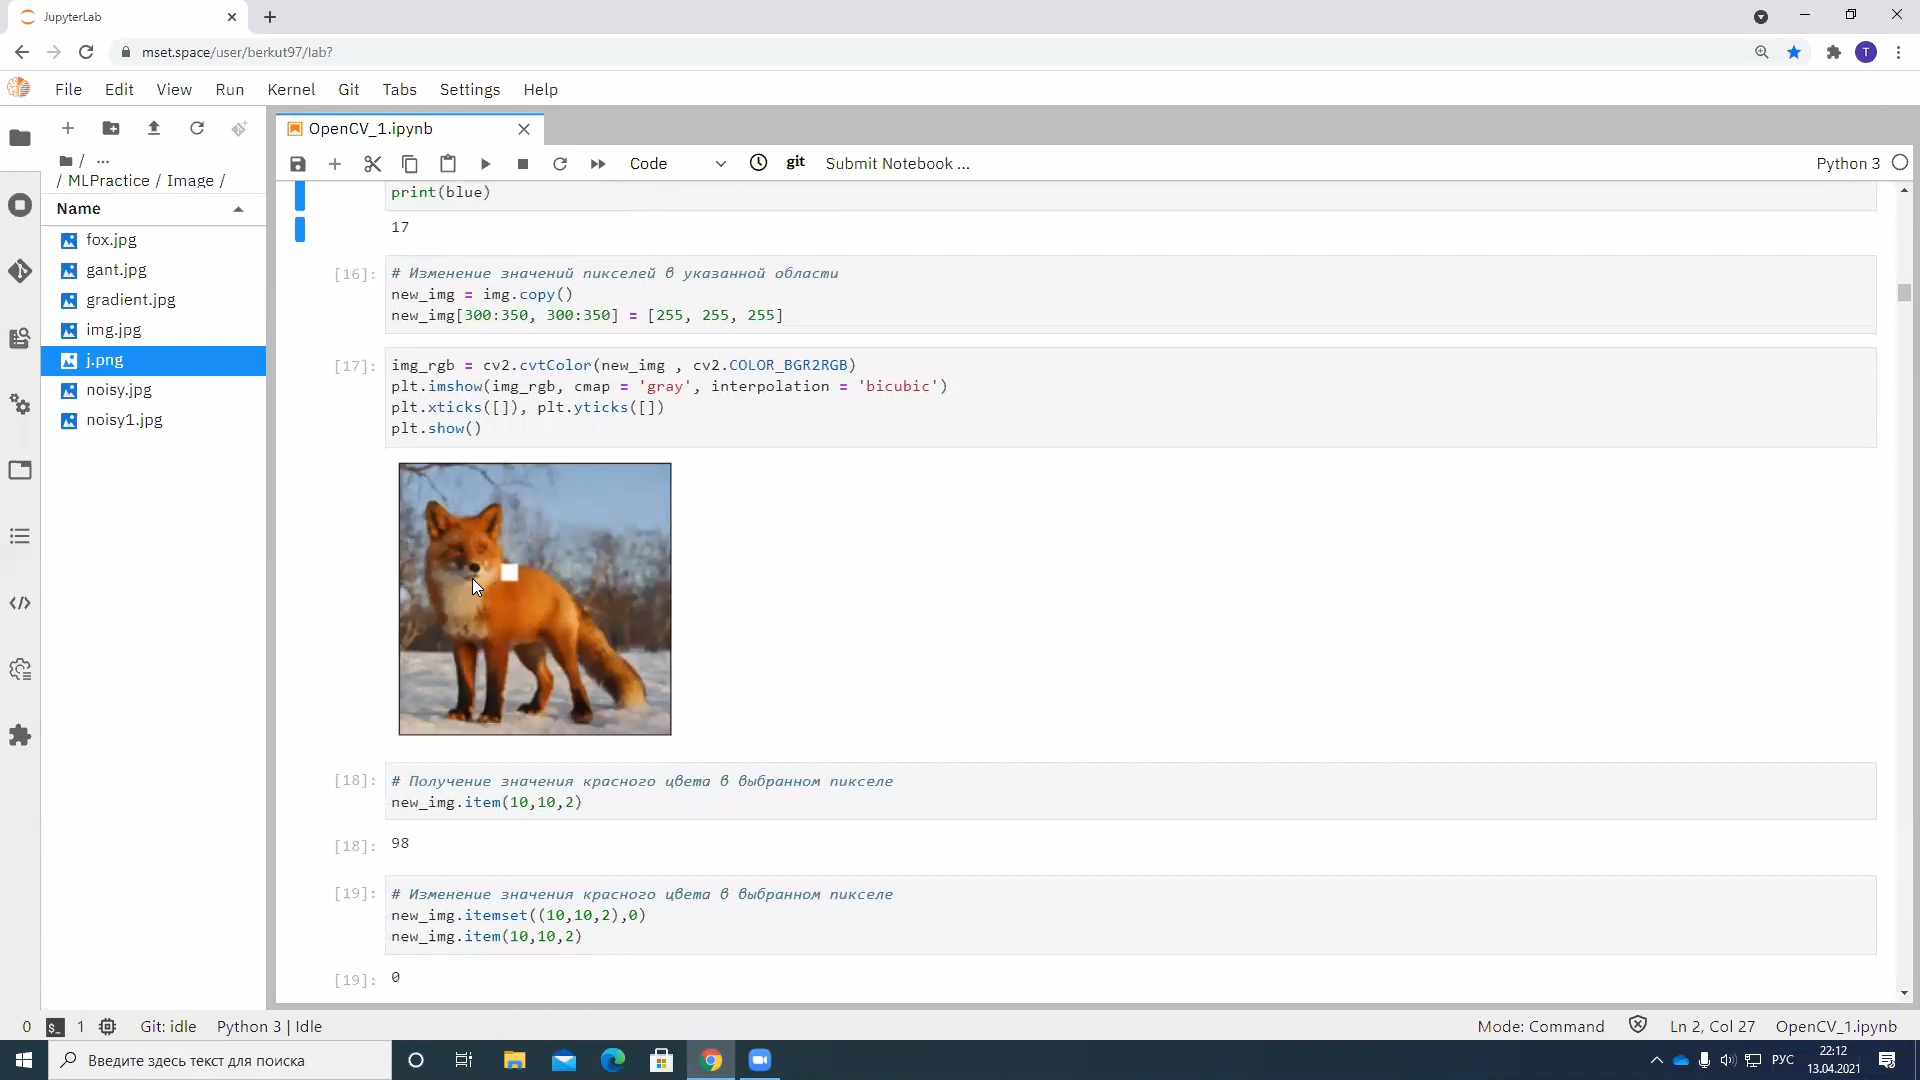 JupyterLab
mset.space/user/berkut97/lab?
T
File Edit View Run Kernel Git Tabs Settings Help
OpenCV_1.ipynb
/ ...
/ MLPractice / Image /
Code
git
Submit Notebook ...
Python 3
Name
fox.jpg
gant.jpg
gradient.jpg
img.jpg
j.png
noisy.jpg
noisy1.jpg
print(blue)
17
[16]: # Изменение значений пикселей в указанной области
new_img = img.copy()
new_img[300:350, 300:350] = [255, 255, 255]
[17]: img_rgb = cv2.cvtColor(new_img , cv2.COLOR_BGR2RGB)
plt.imshow(img_rgb, cmap = 'gray', interpolation = 'bicubic')
plt.xticks([]), plt.yticks([])
plt.show()
[18]: # Получение значения красного цвета в выбранном пикселе
new_img.item(10,10,2)
[18]: 98
[19]: # Изменение значения красного цвета в выбранном пикселе
new_img.itemset((10,10,2),0)
new_img.item(10,10,2)
[19]: 0
0 1 Git: idle Python 3 | Idle
Mode: Command Ln 2, Col 27 OpenCV_1.ipynb
Введите здесь текст для поиска
РУС
22:12
13.04.2021